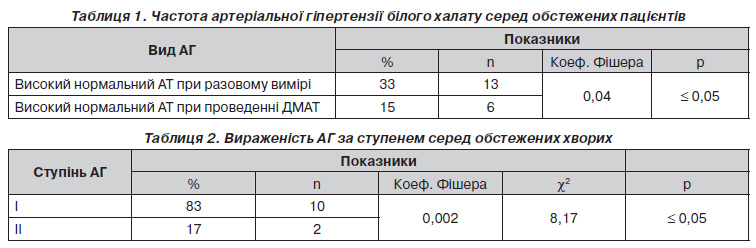 Таблиця 1. Частота артеріальної гіпертензії білого халату серед обстежених пацієнтів
Вид АГ
Показники
% n Коеф. Фішера p
Високий нормальний АТ при разовому вимірі 33 13
0,04 ≤ 0,05
Високий нормальний АТ при проведенні ДМАТ 15 6
Таблиця 2. Вираженість АГ за ступенем серед обстежених хворих
Ступінь АГ
Показники
% n Коеф. Фішера χ² p
I 83 10
0,002 8,17 ≤ 0,05
II 17 2